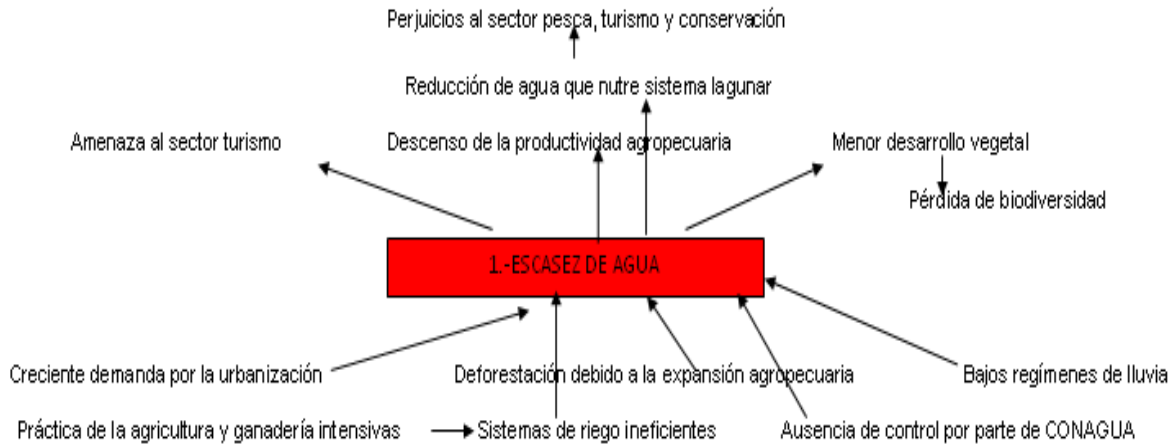 Perjuicios al sector pesca, turismo y conservación
Reducción de agua que nutre sistema lagunar
Amenaza al sector turismo
Descenso de la productividad agropecuaria
Menor desarrollo vegetal
Pérdida de biodiversidad
1.-ESCASEZ DE AGUA
Creciente demanda por la urbanización
Deforestación debido a la expansión agropecuaria
Bajos regímenes de lluvia
Práctica de la agricultura y ganadería intensivas
Sistemas de riego ineficientes
Ausencia de control por parte de CONAGUA